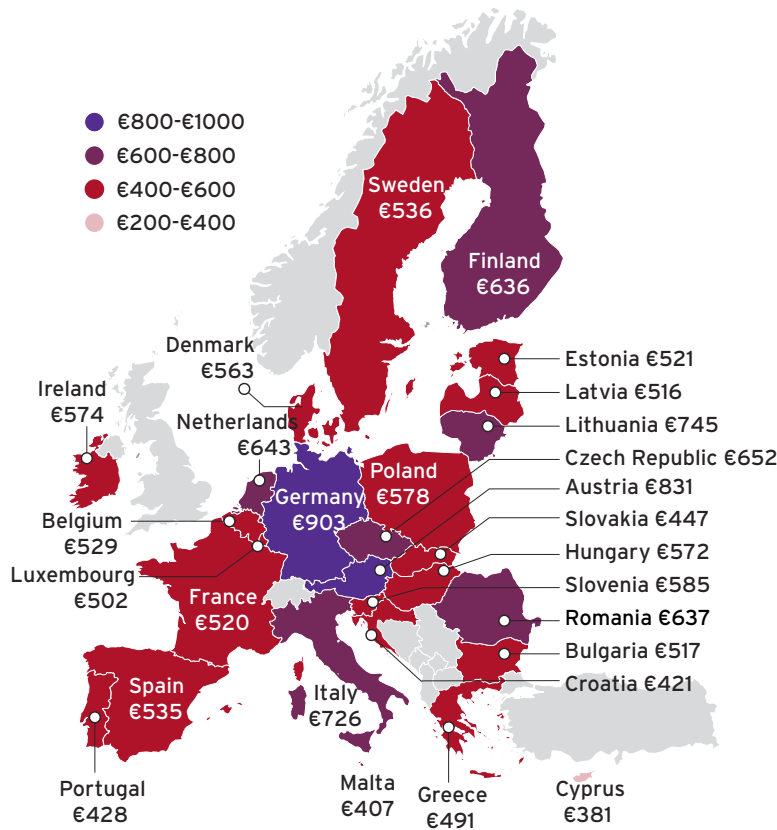 €800-€1000
€600-€800
€400-€600
€200-€400
Sweden
€536
Finland
€636
Denmark
€563
Ireland
€574
Netherlands
€643
Estonia €521
Latvia €516
Lithuania €745
Czech Republic €652
Austria €831
Slovakia €447
Hungary €572
Slovenia €585
Romania €637
Bulgaria €517
Croatia €421
Poland
€578
Germany
€903
Belgium
€529
Luxembourg
€502
France
€520
Spain
€535
Italy
€726
Portugal
€428
Malta
€407
Greece
€491
Cyprus
€381